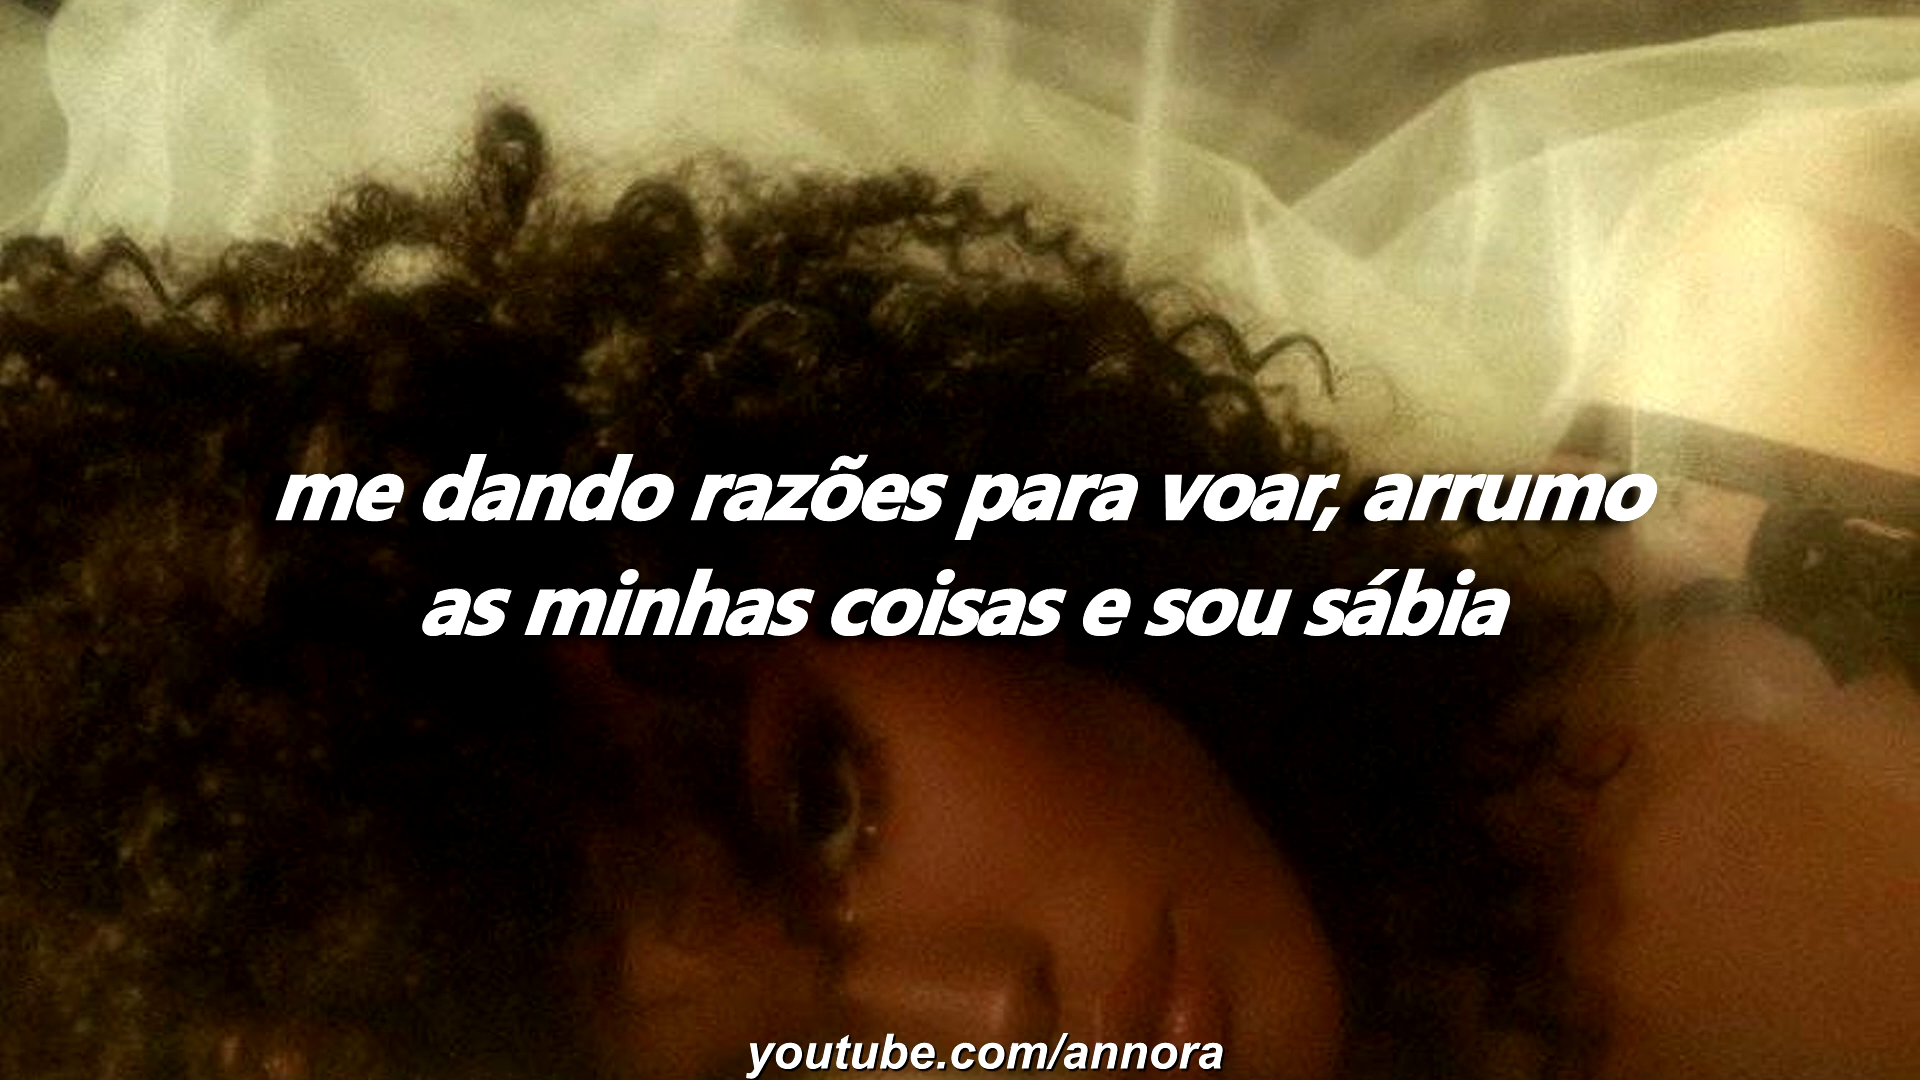 me dando razões para voar, arrumo
as minhas coisas e sou sábia
youtube.com/annora